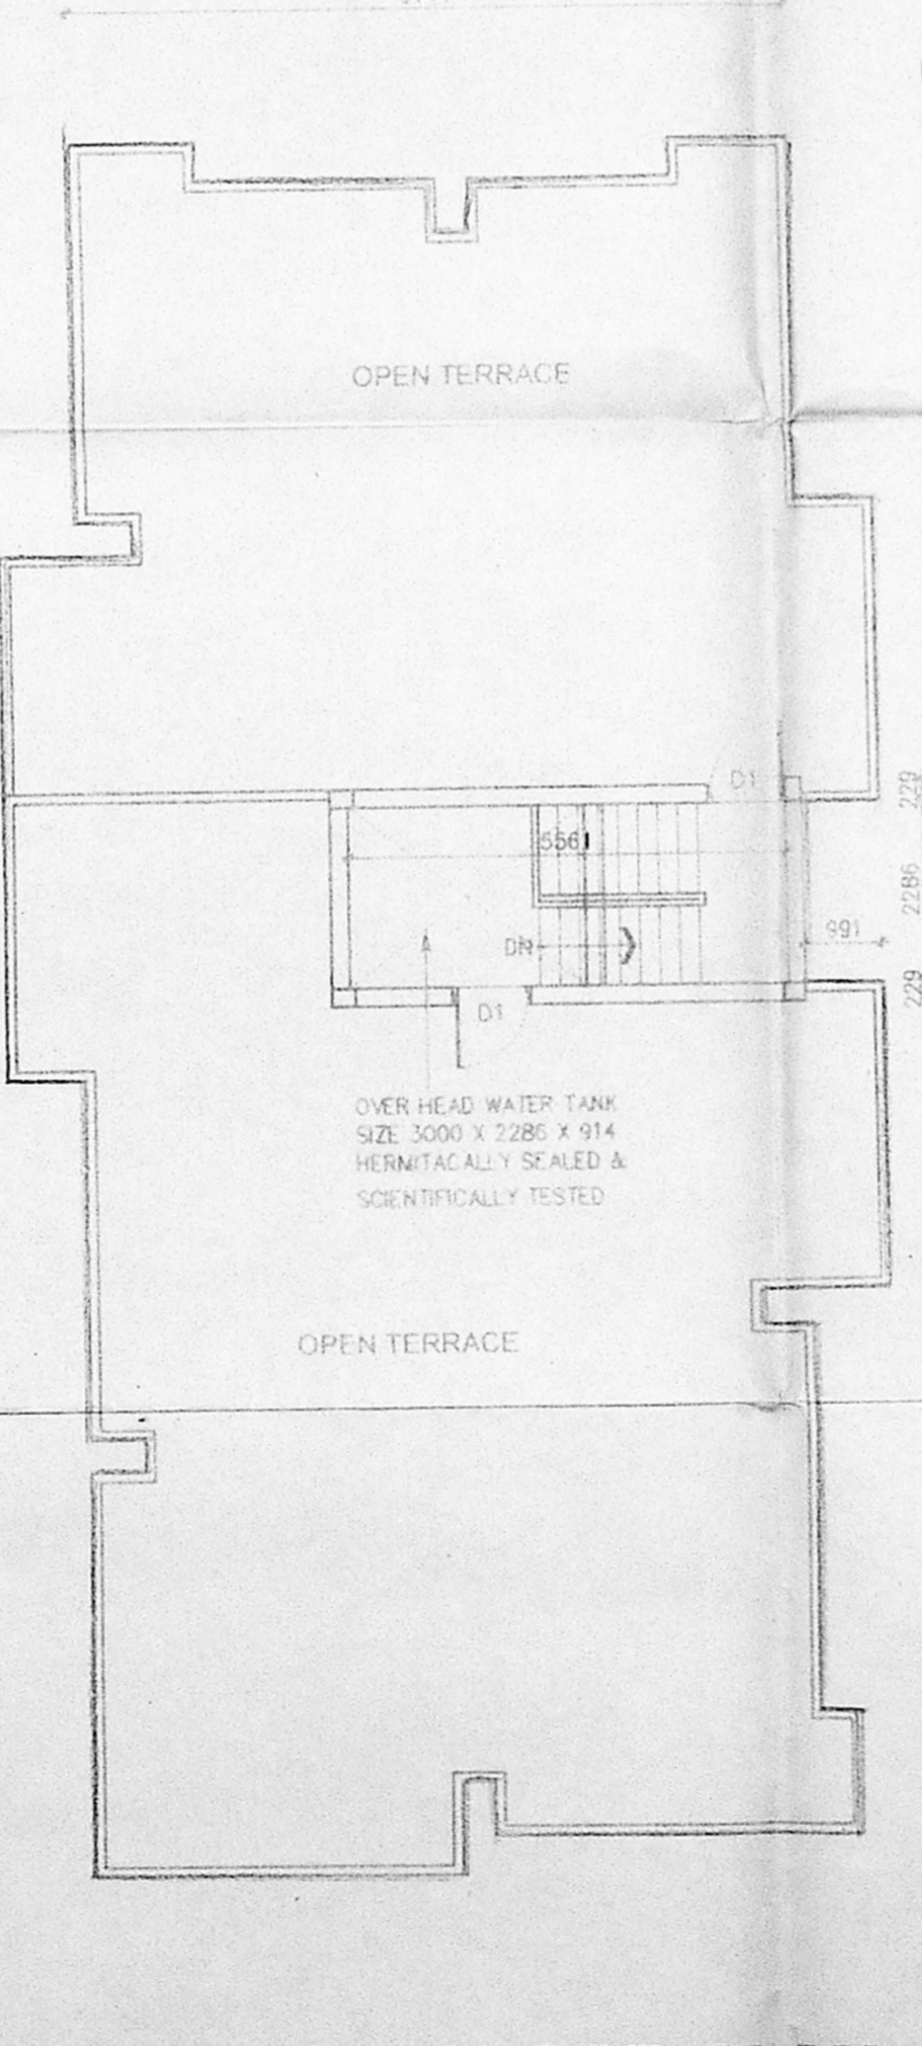 OPEN TERRACE
D1
229
5561
2286
991
DN
229
D1
OVER HEAD WATER TANK
SIZE 3000 X 2286 X 914
HERMITACALLY SEALED &
SCIENTIFICALLY TESTED
OPEN TERRACE